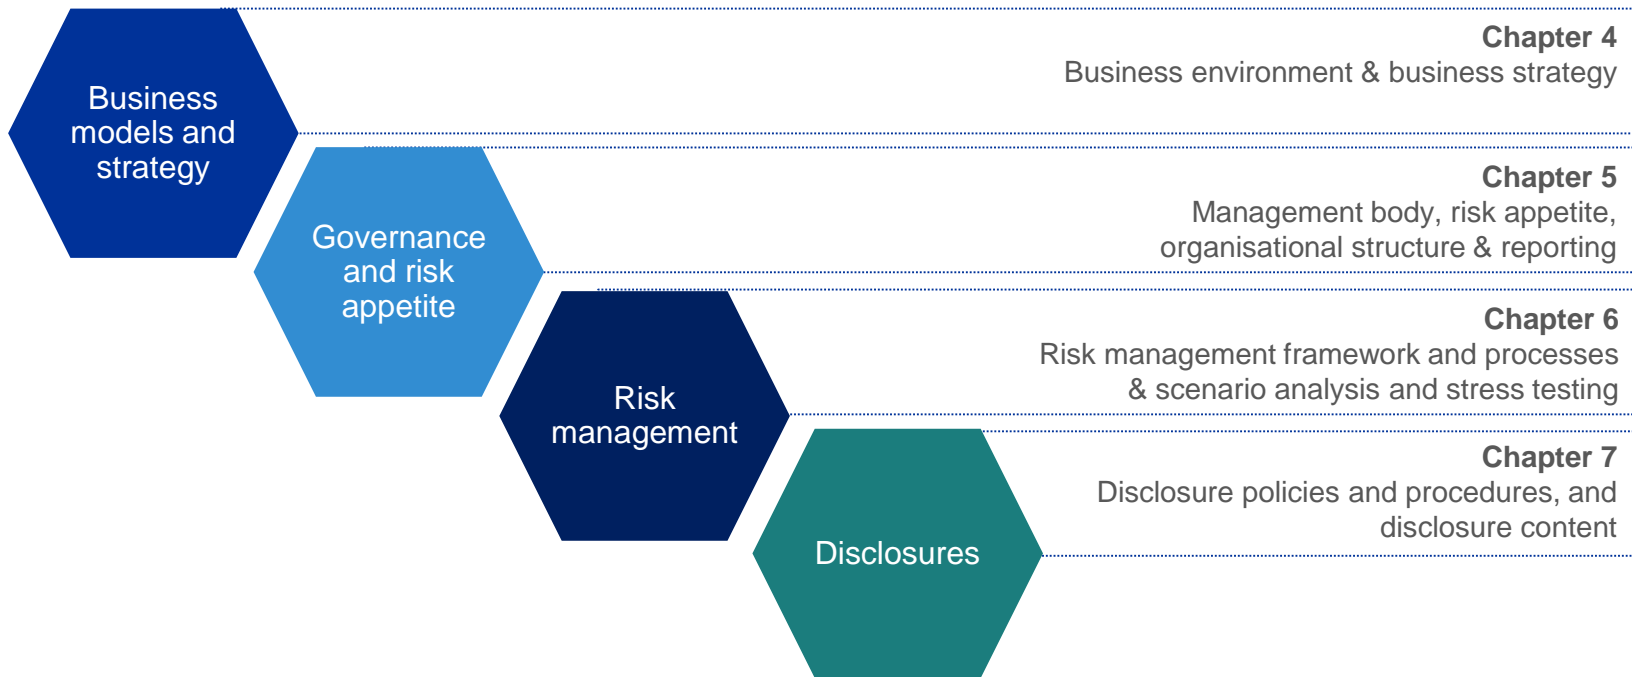 Business
models and
strategy
Chapter 4
Business environment & business strategy
Governance
and risk
appetite
Chapter 5
Management body, risk appetite,
organisational structure & reporting
Risk
management
Chapter 6
Risk management framework and processes
& scenario analysis and stress testing
Disclosures
Chapter 7
Disclosure policies and procedures, and
disclosure content